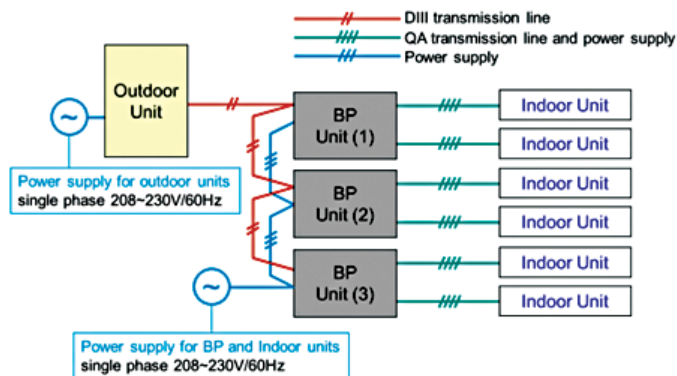 DIII transmission line
QA transmission line and power supply
Power supply
Outdoor
Unit
BP
Unit (1)
Indoor Unit
Indoor Unit
Power supply for outdoor units
single phase 208~230V/60Hz
BP
Unit (2)
Indoor Unit
Indoor Unit
BP
Unit (3)
Indoor Unit
Indoor Unit
~
~
Power supply for BP and Indoor units
single phase 208~230V/60Hz